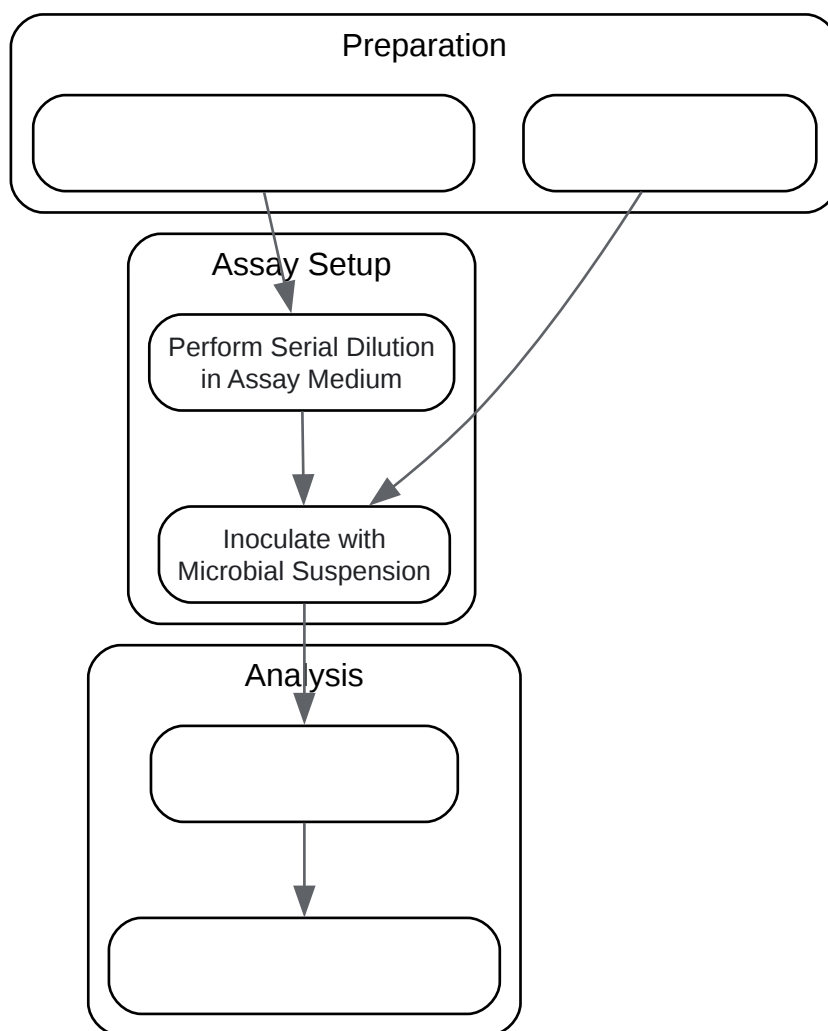 Preparation
Assay Setup
Perform Serial Dilution
in Assay Medium
Inoculate with
Microbial Suspension
Analysis